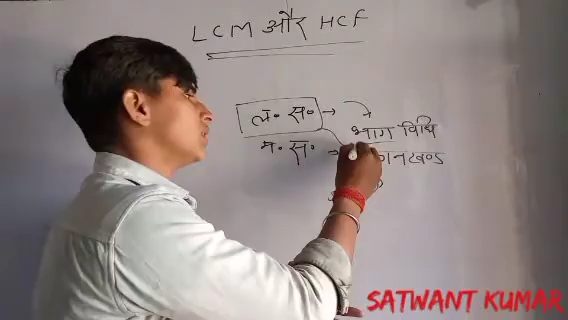 LCM और HCF
ल॰ स॰ →
भाग विधि
म॰ स॰ →
SATWANT KUMAR